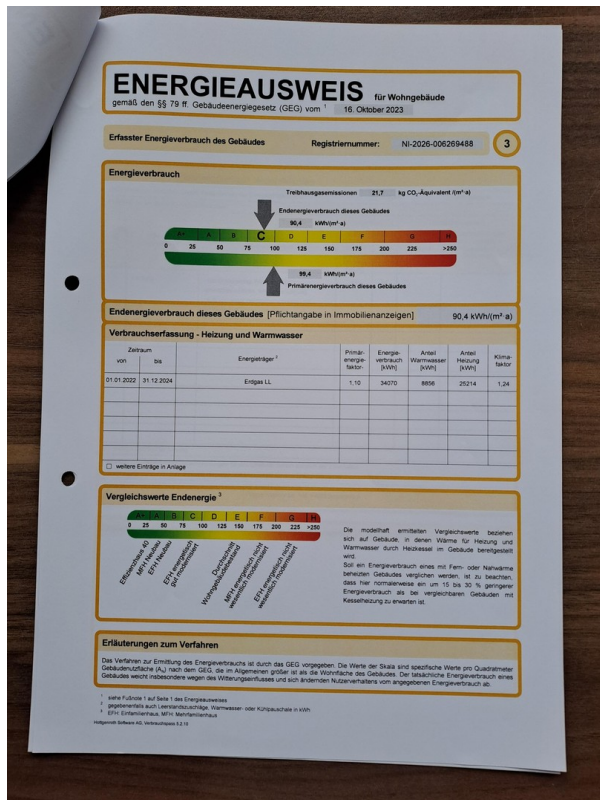 ENERGIEAUSWEIS für Wohngebäude
gemäß den §§ 79 ff. Gebäudeenergiegesetz (GEG) vom ¹ 16. Oktober 2023
Erfasster Energieverbrauch des Gebäudes Registriernummer: NI-2026-006269488 3
Energieverbrauch
Treibhausgasemissionen 21,7 kg CO₂-Äquivalent /(m²·a)
Endenergieverbrauch dieses Gebäudes
90,4 kWh/(m²·a)
A+ A B C D E F G H
0 25 50 75 100 125 150 175 200 225 >250
99,4 kWh/(m²·a)
Primärenergieverbrauch dieses Gebäudes
Endenergieverbrauch dieses Gebäudes [Pflichtangabe in Immobilienanzeigen] 90,4 kWh/(m²·a)
Verbrauchserfassung - Heizung und Warmwasser
Zeitraum
von bis
Energieträger ²
Primär-
energie-
faktor-
Energie-
verbrauch
[kWh]
Anteil
Warmwasser
[kWh]
Anteil
Heizung
[kWh]
Klima-
faktor
01.01.2022 31.12.2024 Erdgas LL 1,10 34070 8856 25214 1,24
weitere Einträge in Anlage
Vergleichswerte Endenergie ³
A+ A B C D E F G H
0 25 50 75 100 125 150 175 200 225 >250
Effizienzhaus 40
MFH Neubau
EFH Neubau
EFH energetisch
gut modernisiert
Durchschnitt
Wohngebäudebestand
MFH energetisch nicht
wesentlich modernisiert
EFH energetisch nicht
wesentlich modernisiert
Die modellhaft ermittelten Vergleichswerte beziehen
sich auf Gebäude, in denen Wärme für Heizung und
Warmwasser durch Heizkessel im Gebäude bereitgestellt
wird.
Soll ein Energieverbrauch eines mit Fern- oder Nahwärme
beheizten Gebäudes verglichen werden, ist zu beachten,
dass hier normalerweise ein um 15 bis 30 % geringerer
Energieverbrauch als bei vergleichbaren Gebäuden mit
Kesselheizung zu erwarten ist.
Erläuterungen zum Verfahren
Das Verfahren zur Ermittlung des Energieverbrauchs ist durch das GEG vorgegeben. Die Werte der Skala sind spezifische Werte pro Quadratmeter
Gebäudenutzfläche (Aₙ) nach dem GEG, die im Allgemeinen größer ist als die Wohnfläche des Gebäudes. Der tatsächliche Energieverbrauch eines
Gebäudes weicht insbesondere wegen des Witterungseinflusses und sich ändernden Nutzerverhaltens vom angegebenen Energieverbrauch ab.
¹ siehe Fußnote 1 auf Seite 1 des Energieausweises
² gegebenenfalls auch Leerstandszuschläge, Warmwasser- oder Kühlpauschale in kWh
³ EFH: Einfamilienhaus, MFH: Mehrfamilienhaus
Hottgenroth Software AG, Verbrauchspass 5.2.10